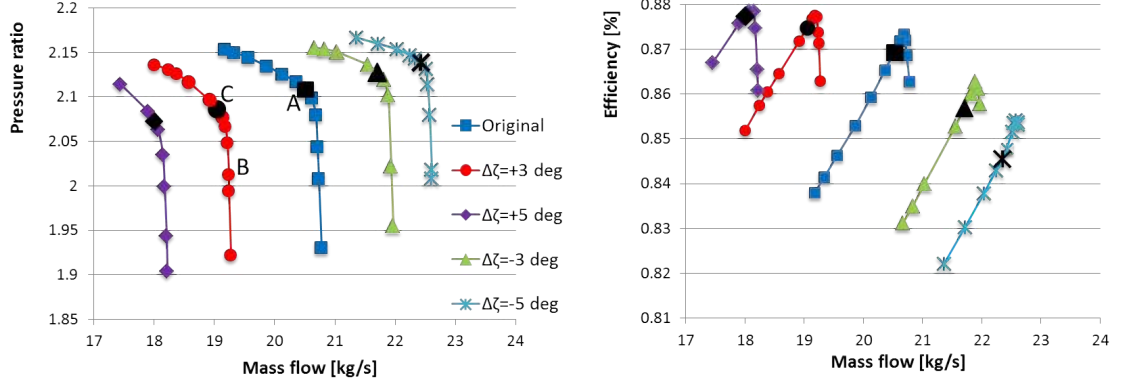 Pressure ratio
2.2
2.15
2.1
2.05
2
1.95
1.9
1.85
17 18 19 20 21 22 23 24
Mass flow [kg/s]
A
B
C
Original
Δζ=+3 deg
Δζ=+5 deg
Δζ=-3 deg
Δζ=-5 deg
Efficiency [%]
0.88
0.87
0.86
0.85
0.84
0.83
0.82
0.81
17 18 19 20 21 22 23 24
Mass flow [kg/s]